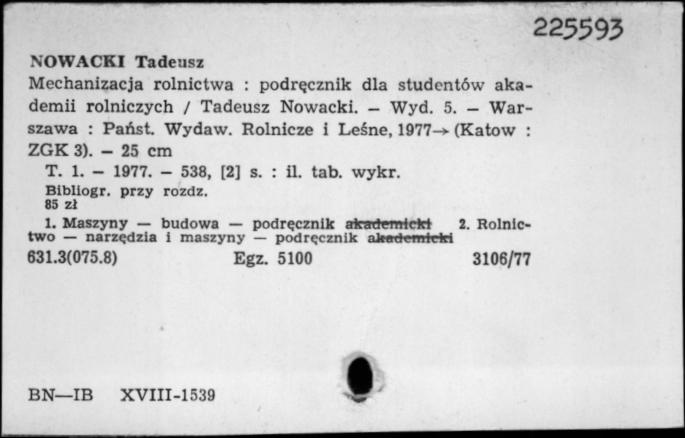 225593
NOWACKI Tadeusz
Mechanizacja rolnictwa : podręcznik dla studentów aka-
demii rolniczych / Tadeusz Nowacki. — Wyd. 5. — War-
szawa : Państ. Wydaw. Rolnicze i Leśne, 1977→ (Katow :
ZGK 3). — 25 cm
T. 1. — 1977. — 538, [2] s. : il. tab. wykr.
Bibliogr. przy rozdz.
85 zł
1. Maszyny — budowa — podręcznik akademicki 2. Rolnic-
two — narzędzia i maszyny — podręcznik akademicki
631.3(075.8) Egz. 5100 3106/77
BN—IB XVIII-1539